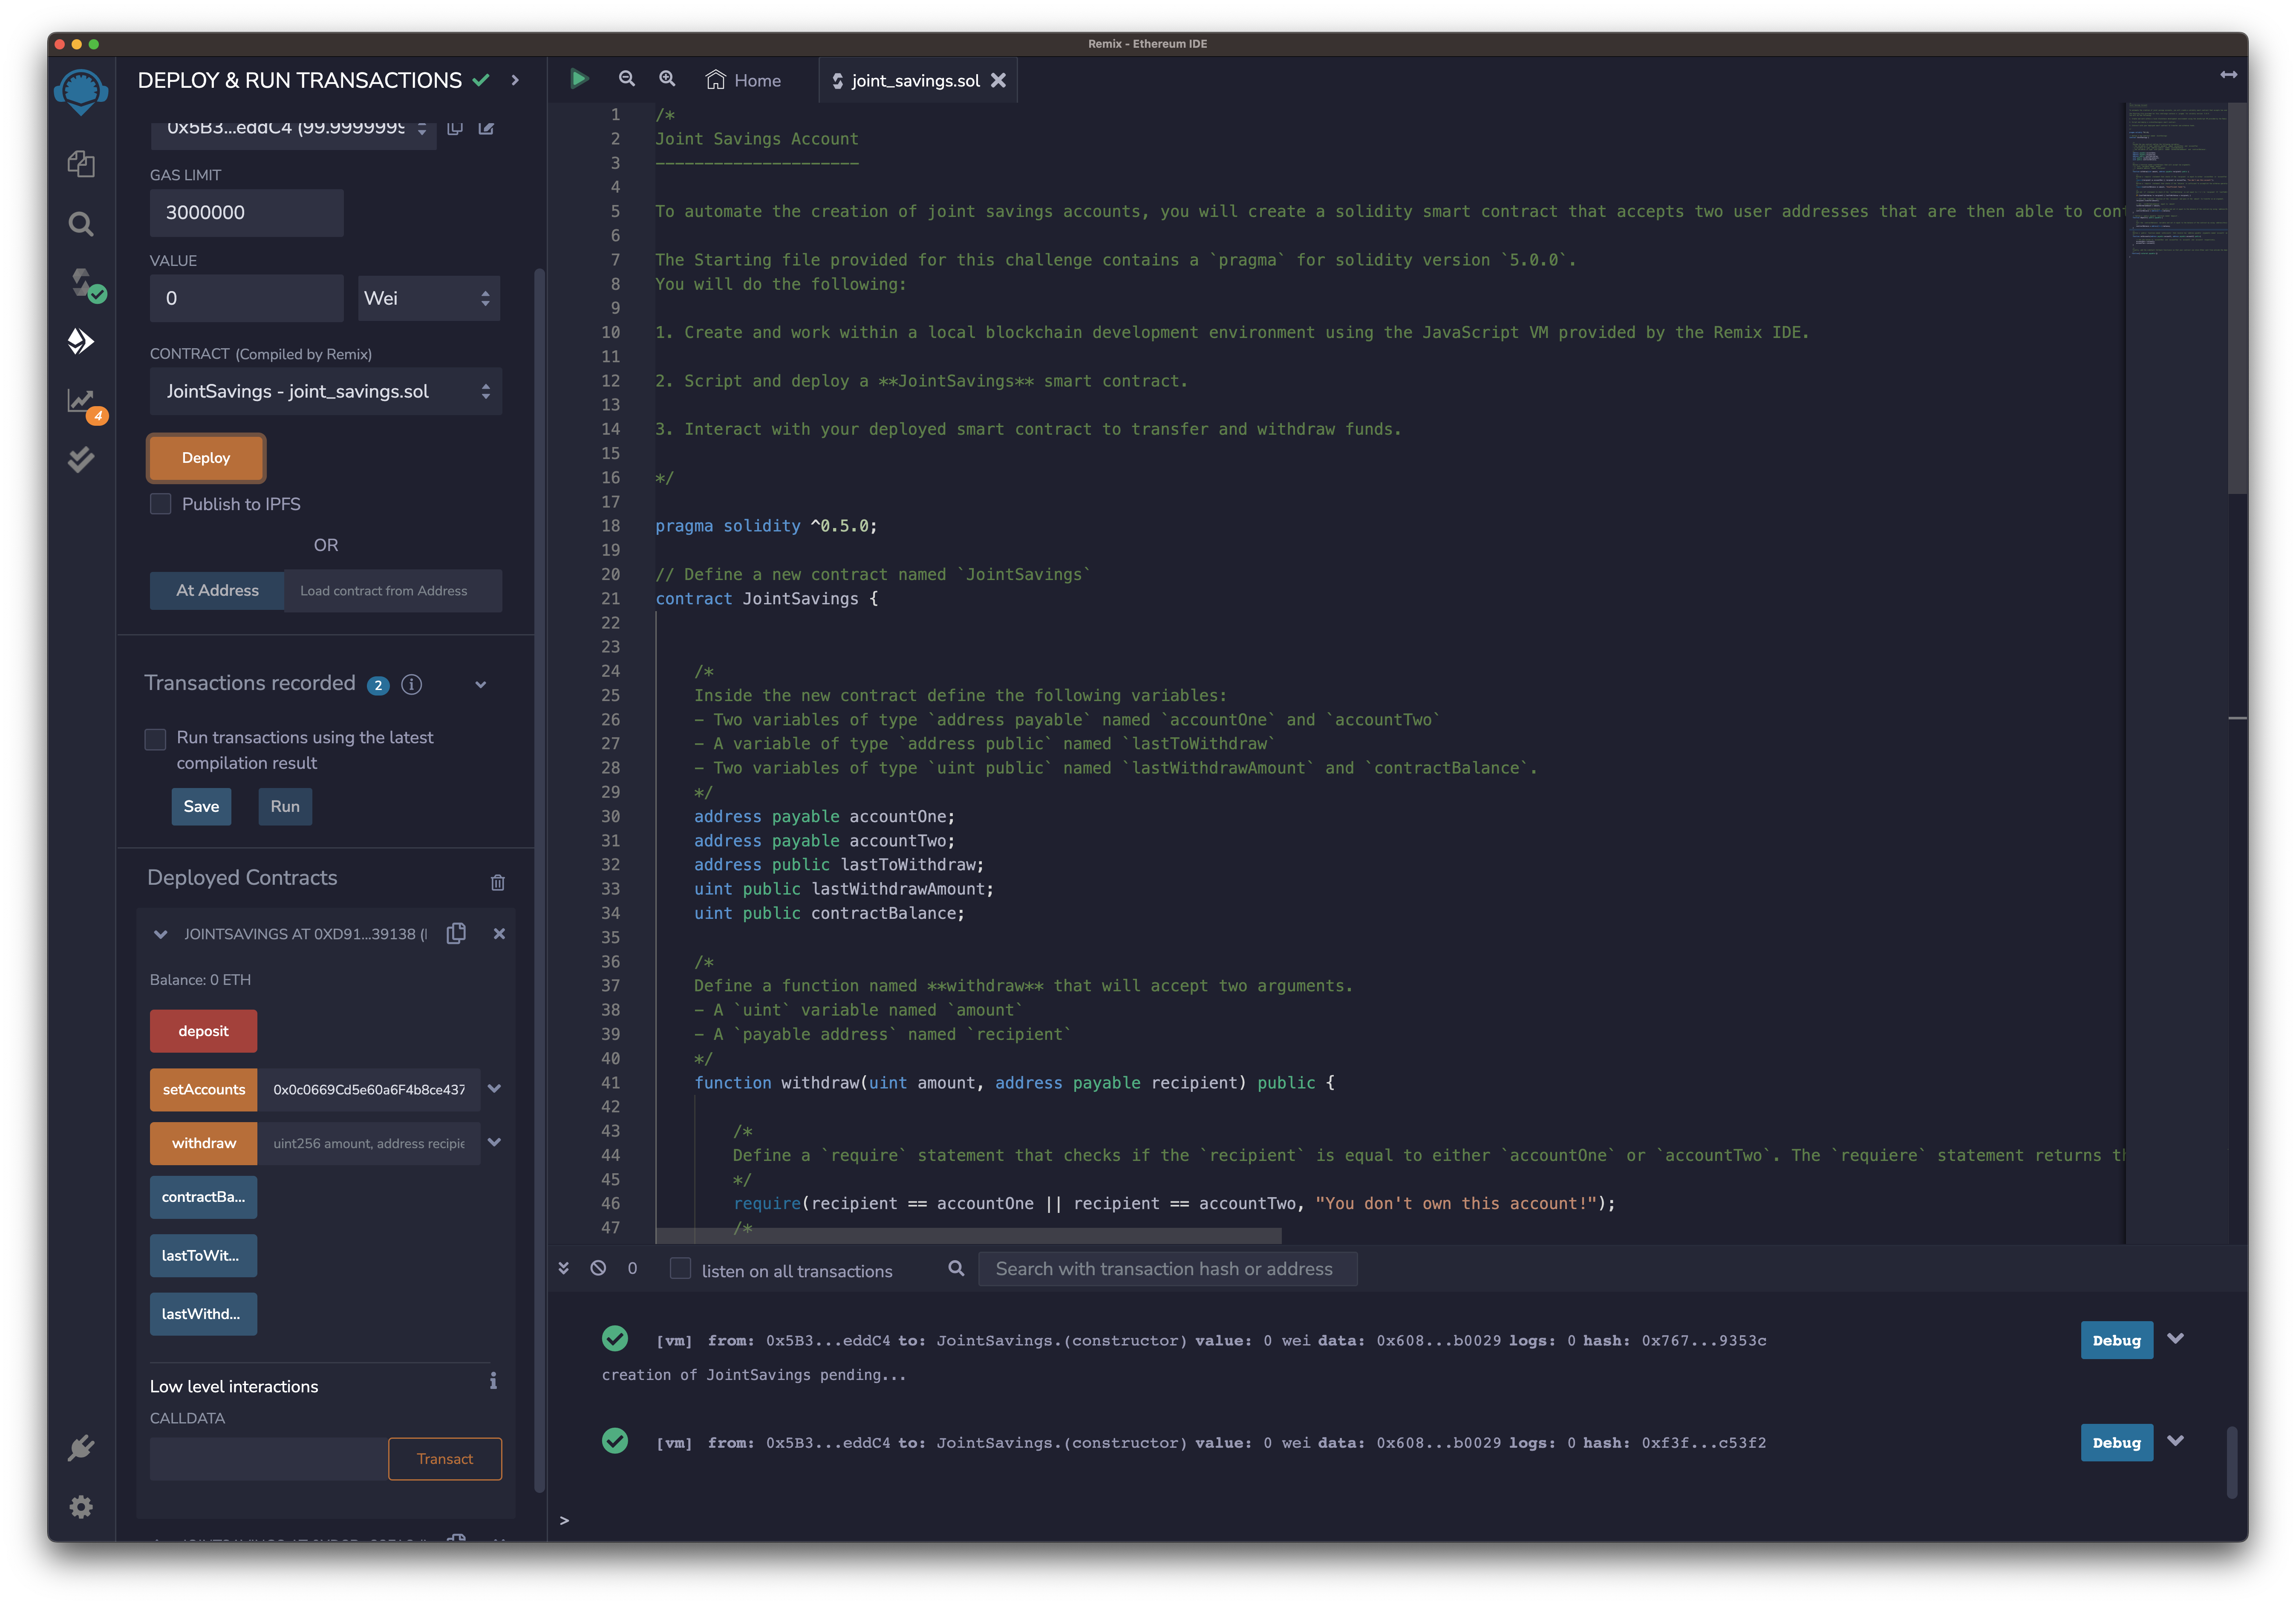 Remix - Ethereum IDE
DEPLOY & RUN TRANSACTIONS
0x5B3...eddC4 (99.9999999
GAS LIMIT
3000000
VALUE
0
Wei
CONTRACT (Compiled by Remix)
JointSavings - joint_savings.sol
Deploy
Publish to IPFS
OR
At Address
Load contract from Address
Transactions recorded 2
Run transactions using the latest
compilation result
Save
Run
Deployed Contracts
JOINTSAVINGS AT 0XD91...39138 (
Balance: 0 ETH
deposit
setAccounts
0x0c0669Cd5e60a6F4b8ce437
withdraw
uint256 amount, address recipie
contractBa...
lastToWit...
lastWithd...
Low level interactions
CALLDATA
Transact
4
Home
joint_savings.sol
1 /*
2 Joint Savings Account
3 ---------------------
4
5 To automate the creation of joint savings accounts, you will create a solidity smart contract that accepts two user addresses that are then able to cont
6
7 The Starting file provided for this challenge contains a `pragma` for solidity version `5.0.0`.
8 You will do the following:
9
10 1. Create and work within a local blockchain development environment using the JavaScript VM provided by the Remix IDE.
11
12 2. Script and deploy a **JointSavings** smart contract.
13
14 3. Interact with your deployed smart contract to transfer and withdraw funds.
15
16 */
17
18 pragma solidity ^0.5.0;
19
20 // Define a new contract named `JointSavings`
21 contract JointSavings {
22
23
24 /*
25 Inside the new contract define the following variables:
26 - Two variables of type `address payable` named `accountOne` and `accountTwo`
27 - A variable of type `address public` named `lastToWithdraw`
28 - Two variables of type `uint public` named `lastWithdrawAmount` and `contractBalance`.
29 */
30 address payable accountOne;
31 address payable accountTwo;
32 address public lastToWithdraw;
33 uint public lastWithdrawAmount;
34 uint public contractBalance;
35
36 /*
37 Define a function named **withdraw** that will accept two arguments.
38 - A `uint` variable named `amount`
39 - A `payable address` named `recipient`
40 */
41 function withdraw(uint amount, address payable recipient) public {
42
43 /*
44 Define a `require` statement that checks if the `recipient` is equal to either `accountOne` or `accountTwo`. The `requiere` statement returns th
45 */
46 require(recipient == accountOne || recipient == accountTwo, "You don't own this account!");
47 /*
0
listen on all transactions
Search with transaction hash or address
[vm] from: 0x5B3...eddC4 to: JointSavings.(constructor) value: 0 wei data: 0x608...b0029 logs: 0 hash: 0x767...9353c
Debug
creation of JointSavings pending...
[vm] from: 0x5B3...eddC4 to: JointSavings.(constructor) value: 0 wei data: 0x608...b0029 logs: 0 hash: 0xf3f...c53f2
Debug
>